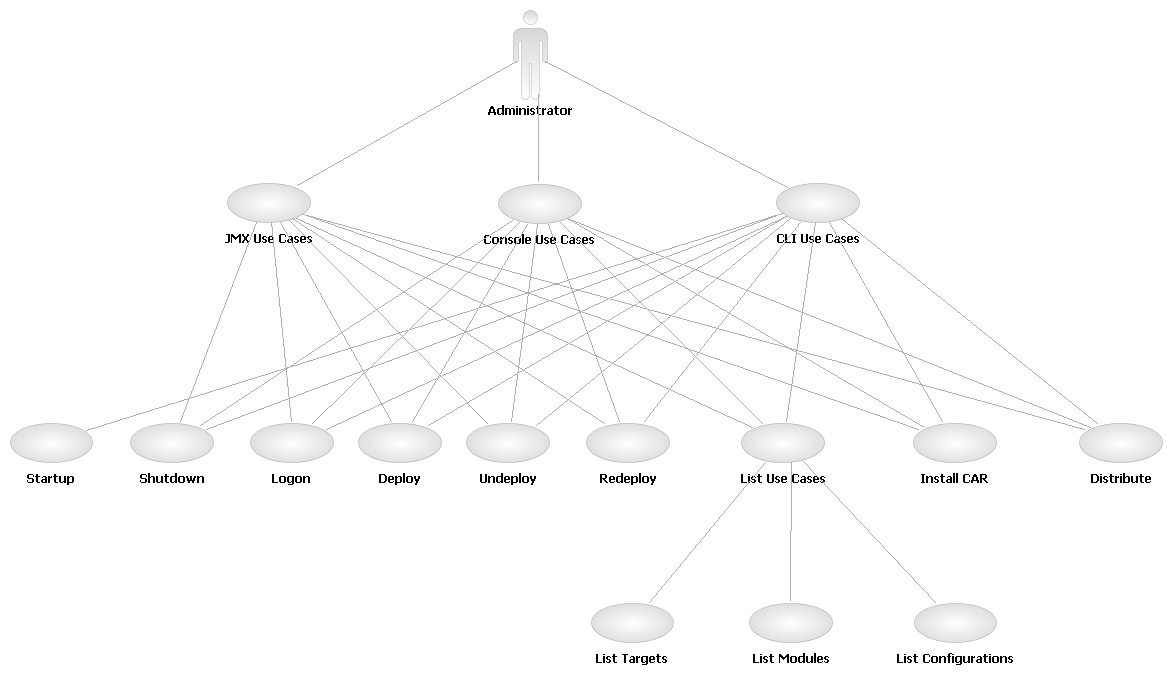 Administrator
JMX Use Cases
Console Use Cases
CLI Use Cases
Startup
Shutdown
Logon
Deploy
Undeploy
Redeploy
List Use Cases
Install CAR
Distribute
List Targets
List Modules
List Configurations